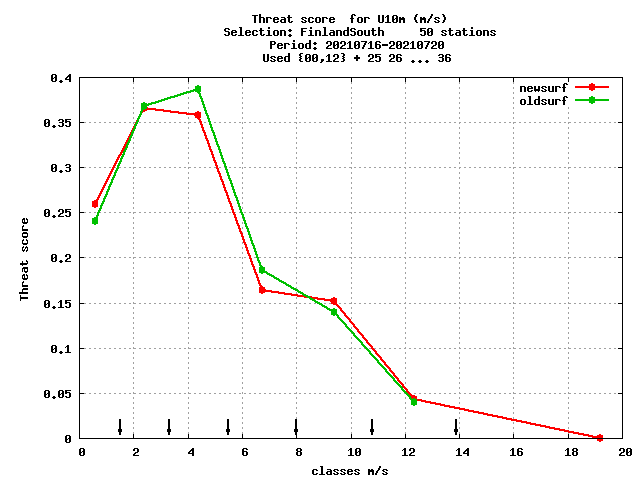 Threat score  for U10m (m/s)
Selection: FinlandSouth     50 stations
Period: 20210716-20210720
Used {00,12} + 25 26 ... 36
newsurf
oldsurf
Threat score
0.4
0.35
0.3
0.25
0.2
0.15
0.1
0.05
0
0 2 4 6 8 10 12 14 16 18 20
classes m/s